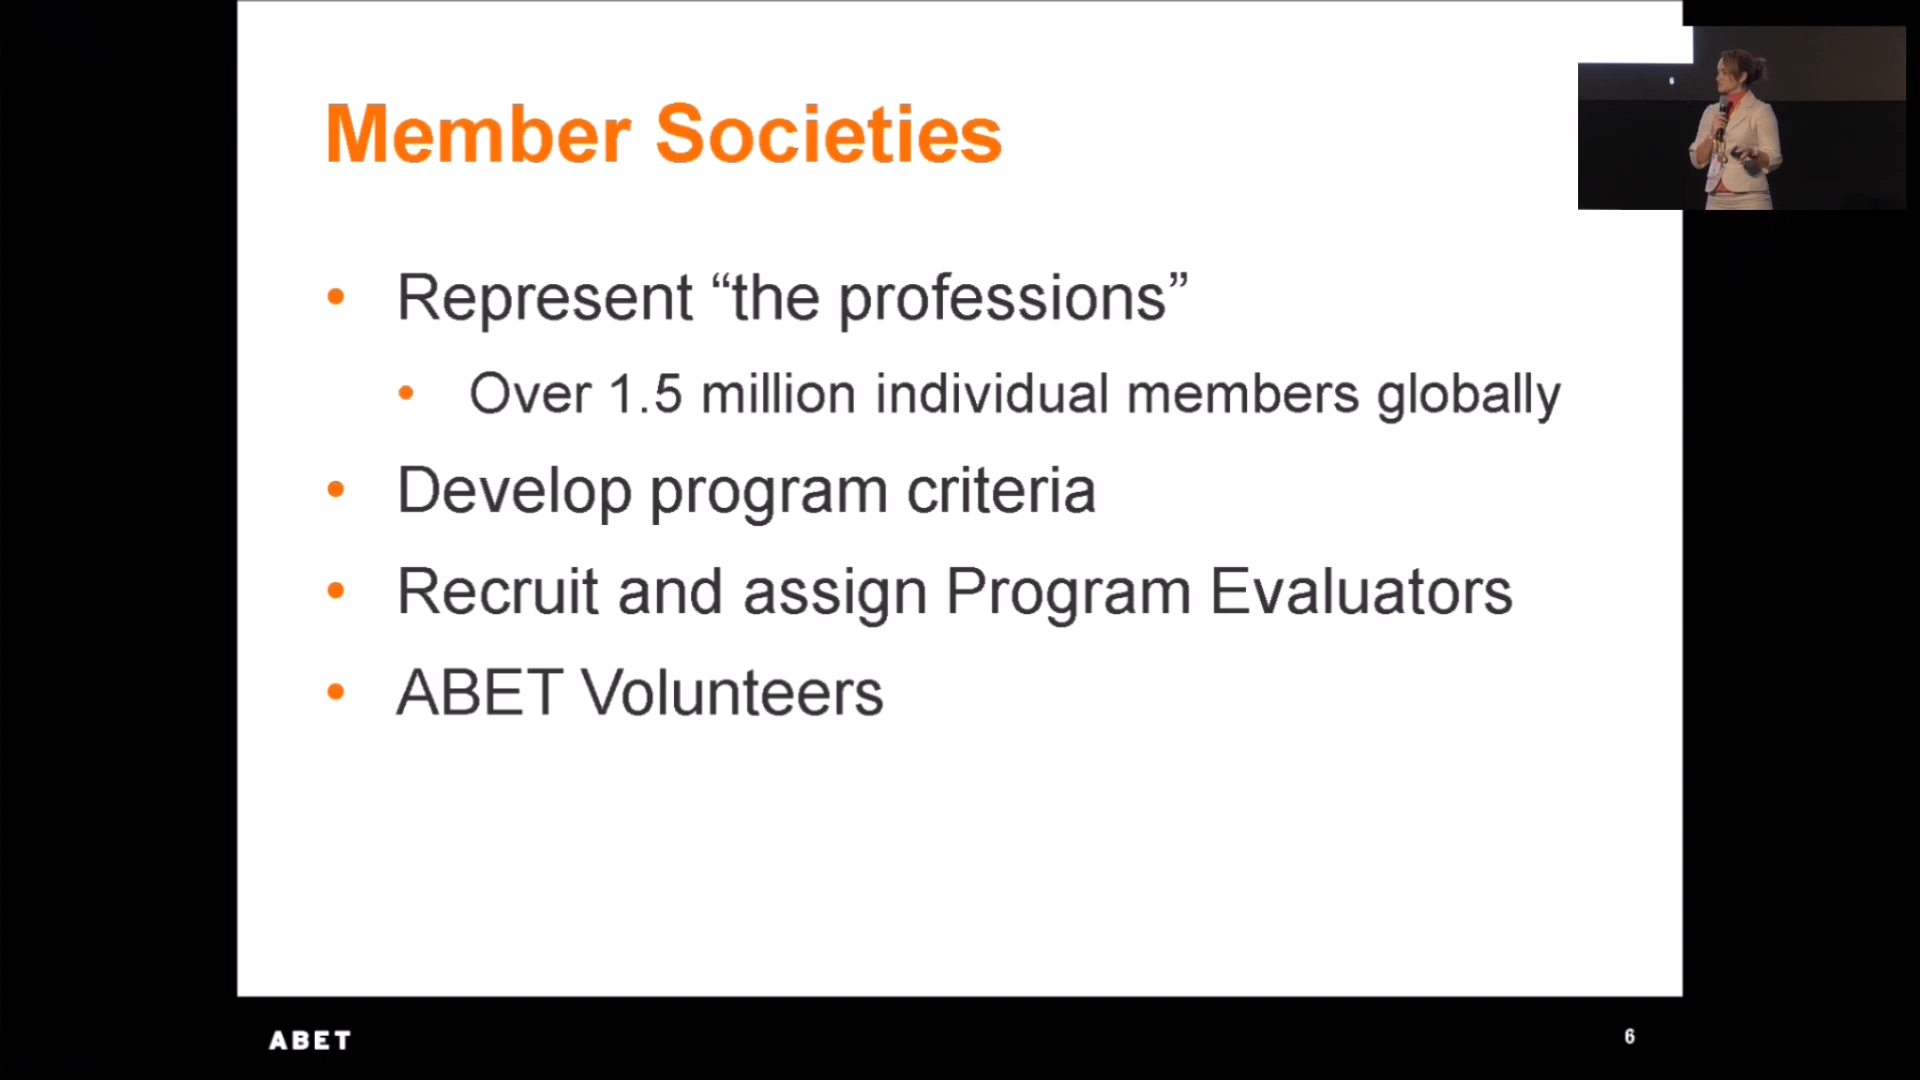 Member Societies
• Represent “the professions”
• Over 1.5 million individual members globally
• Develop program criteria
• Recruit and assign Program Evaluators
• ABET Volunteers
ABET
6
6